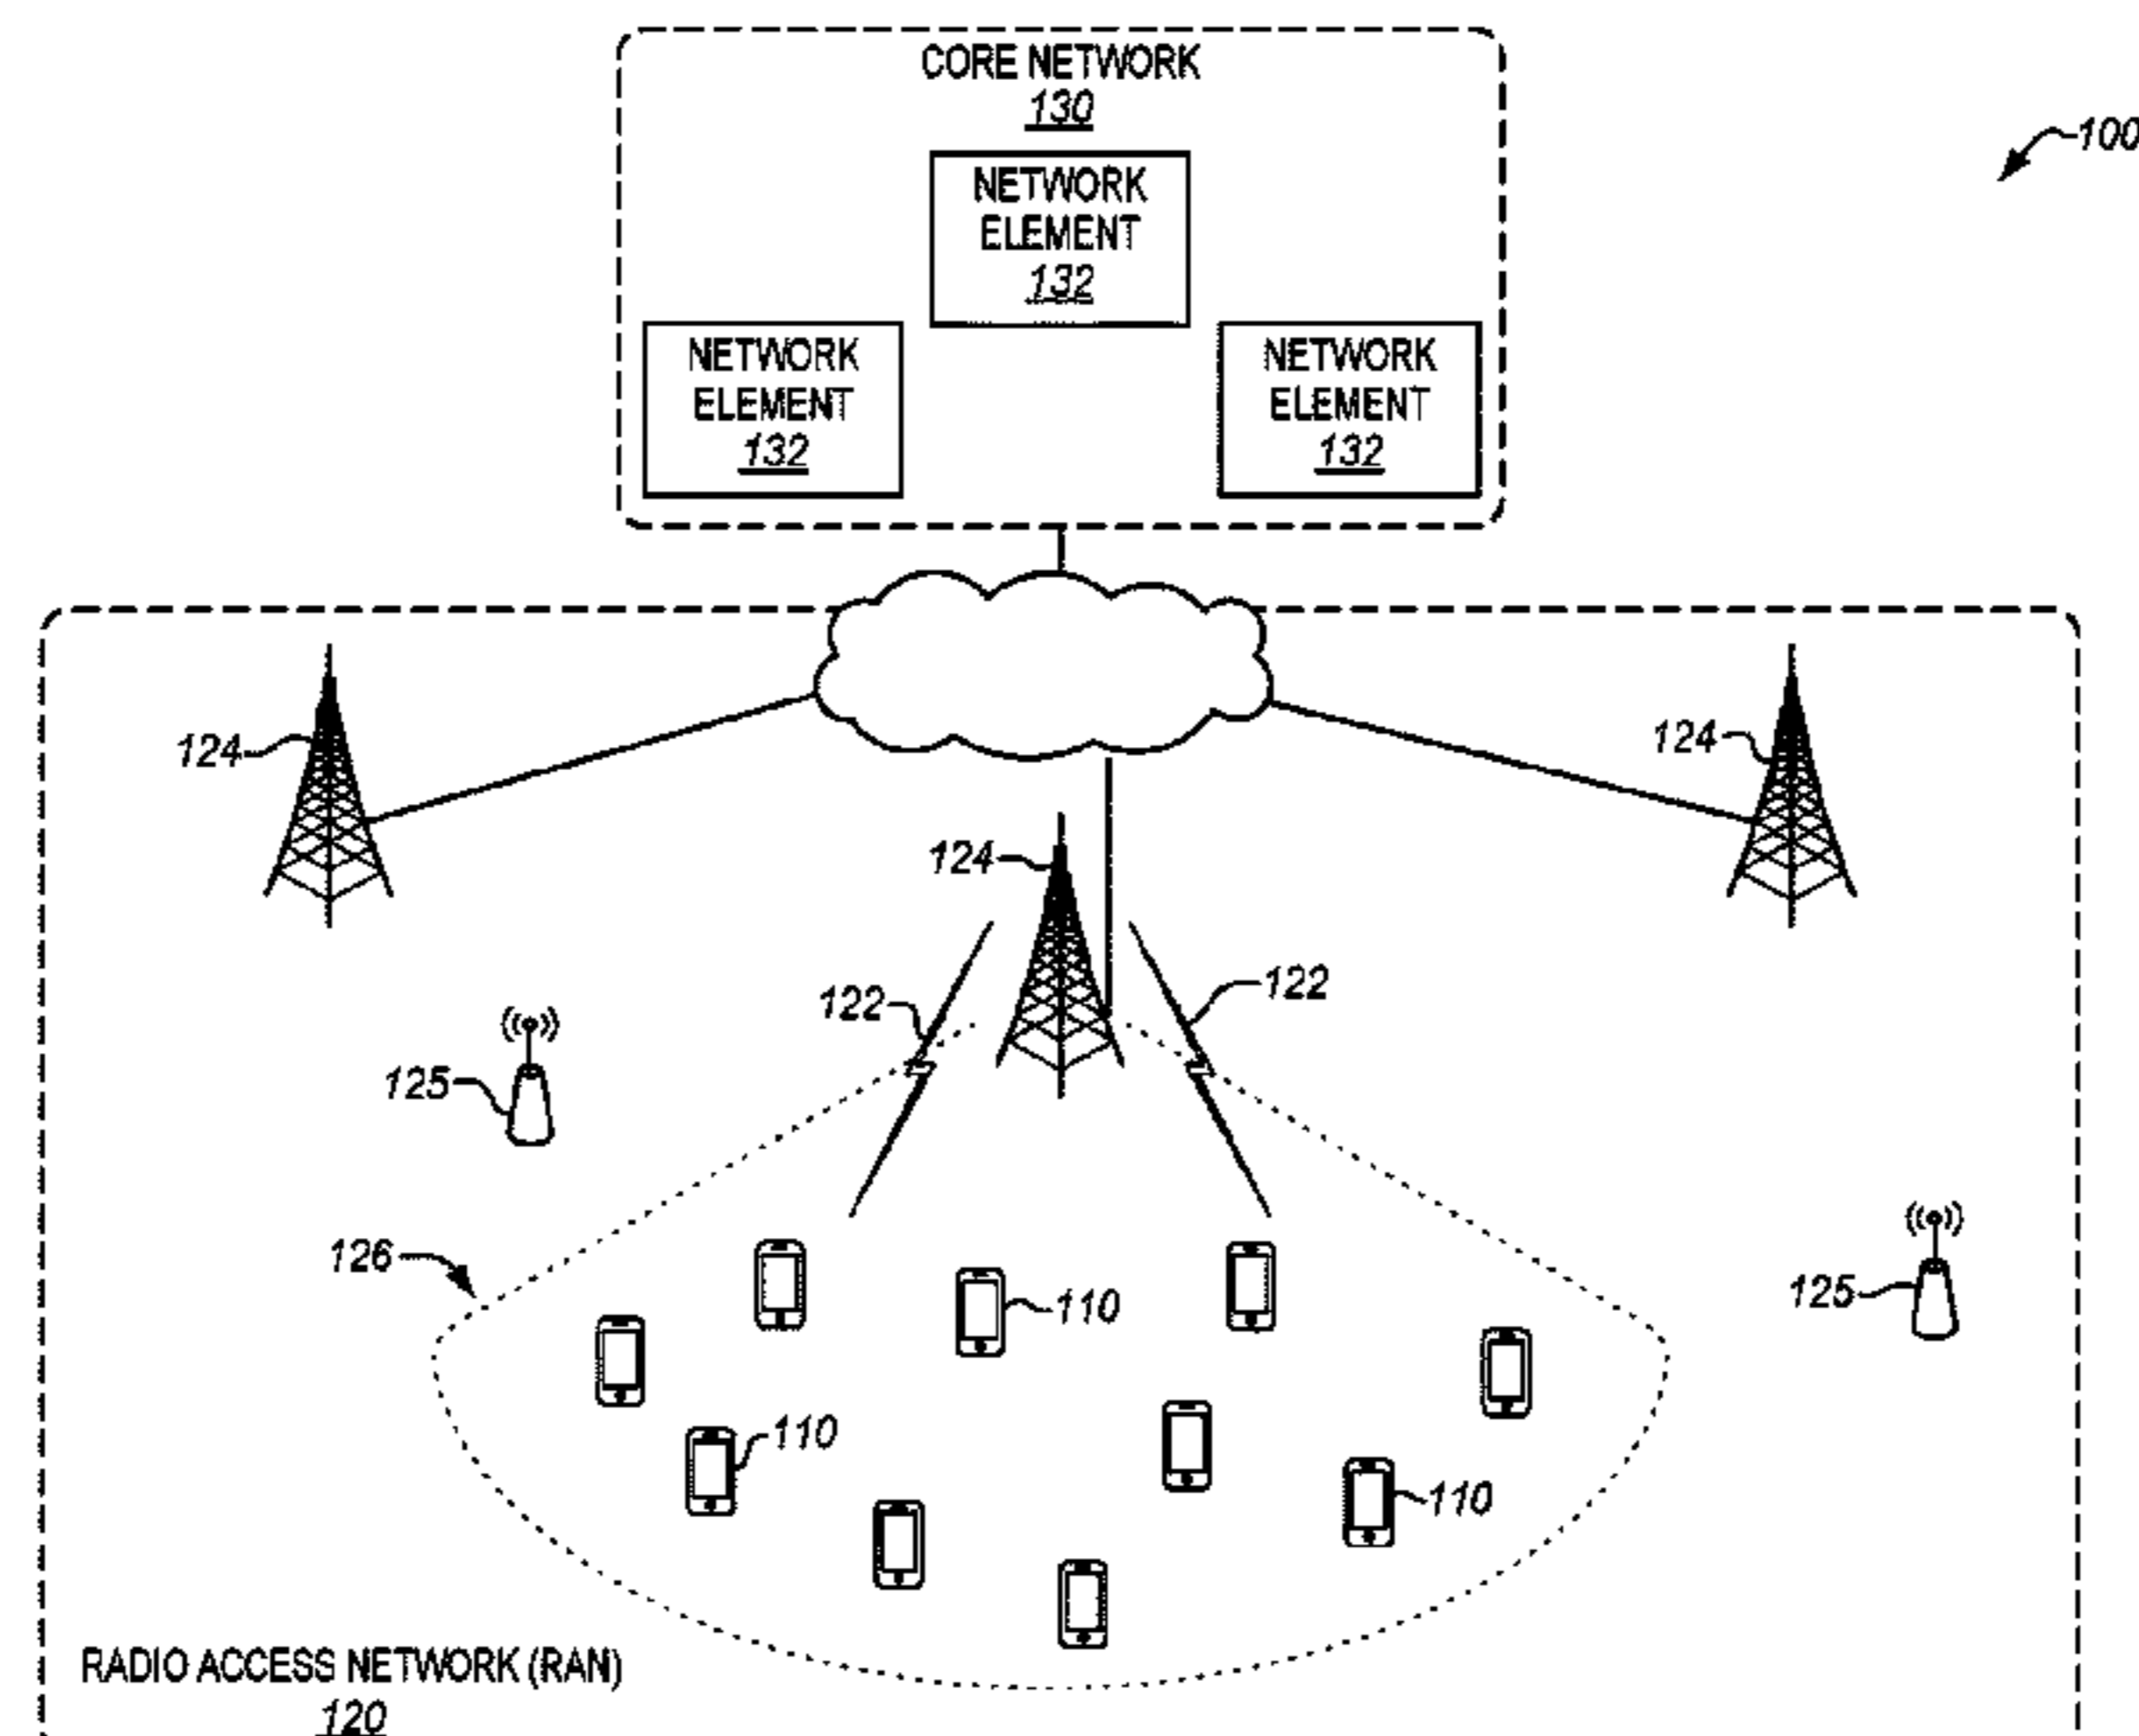 CORE NETWORK
130
100
NETWORK
ELEMENT
132
NETWORK
ELEMENT
132
NETWORK
ELEMENT
132
124
124
124
122
122
125
126
125
110
110
110
RADIO ACCESS NETWORK (RAN)
120